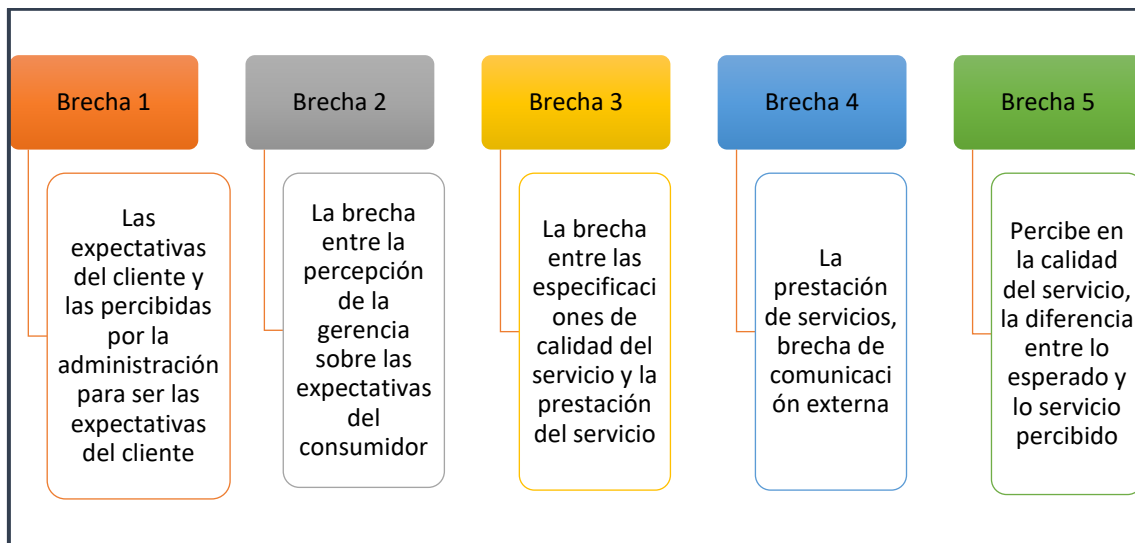 Brecha 1
Las
expectativas
del cliente y
las percibidas
por la
administración
para ser las
expectativas
del cliente
Brecha 2
La brecha
entre la
percepción
de la
gerencia
sobre las
expectativas
del
consumidor
Brecha 3
La brecha
entre las
especificaci
ones de
calidad del
servicio y la
prestación
del servicio
Brecha 4
La
prestación
de servicios,
brecha de
comunicaci
ón externa
Brecha 5
Percibe en
la calidad
del servicio,
la diferencia
entre lo
esperado y
lo servicio
percibido